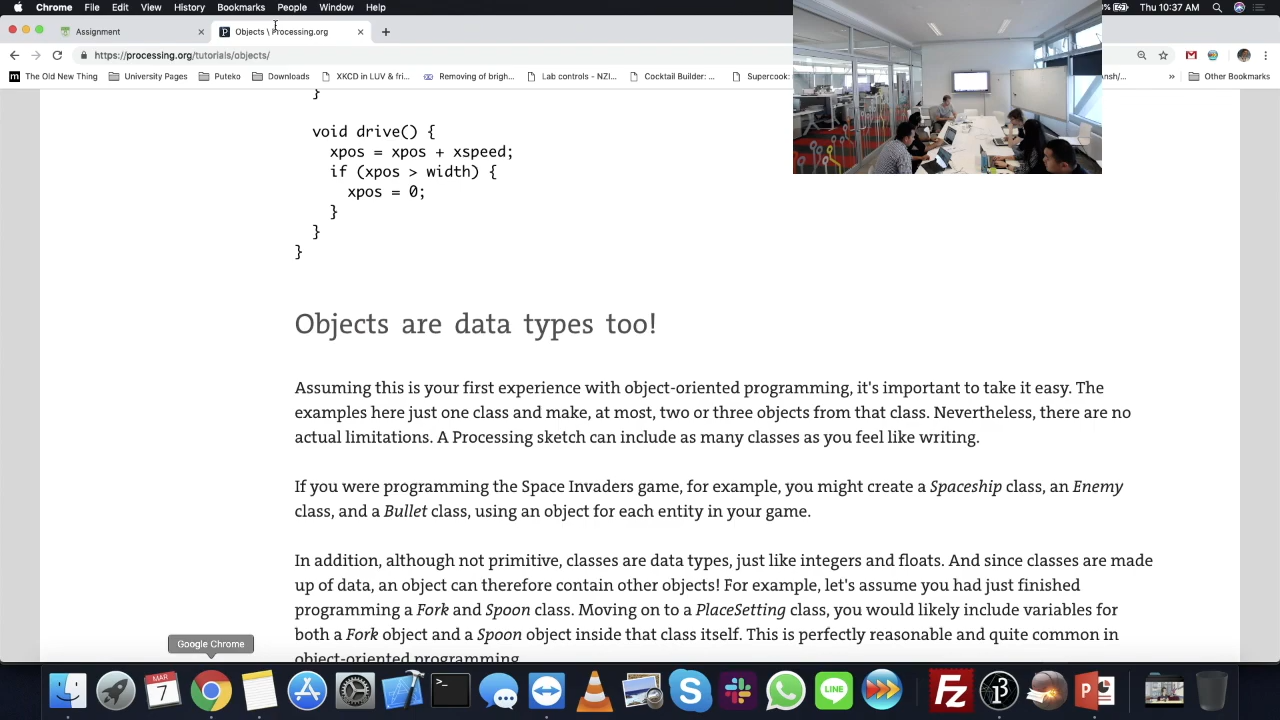 Chrome File Edit View History Bookmarks People Window Help
Thu 10:37 AM
Assignment
Objects \ Processing.org
https://processing.org/tutorials/objects/
The Old New Thing University Pages Puteko Downloads XKCD in LUV & fri... Removing of brigh... Lab controls - NZI... Cocktail Builder: ... Supercook: Other Bookmarks
}
void drive() {
xpos = xpos + xspeed;
if (xpos > width) {
xpos = 0;
}
}
}
Objects are data types too!
Assuming this is your first experience with object-oriented programming, it's important to take it easy. The
examples here just one class and make, at most, two or three objects from that class. Nevertheless, there are no
actual limitations. A Processing sketch can include as many classes as you feel like writing.
If you were programming the Space Invaders game, for example, you might create a Spaceship class, an Enemy
class, and a Bullet class, using an object for each entity in your game.
In addition, although not primitive, classes are data types, just like integers and floats. And since classes are made
up of data, an object can therefore contain other objects! For example, let's assume you had just finished
programming a Fork and Spoon class. Moving on to a PlaceSetting class, you would likely include variables for
both a Fork object and a Spoon object inside that class itself. This is perfectly reasonable and quite common in
object-oriented programming.
Google Chrome
MAR
7